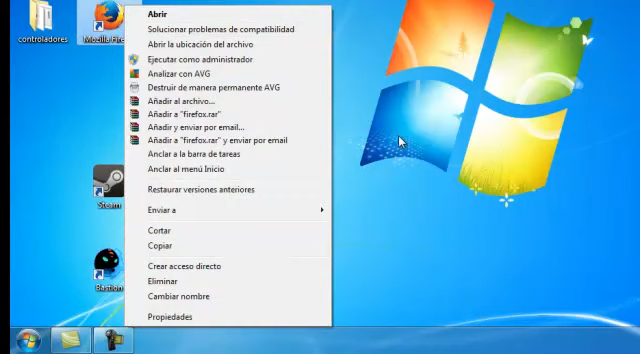 controladores
Mozilla Fire
Abrir
Solucionar problemas de compatibilidad
Abrir la ubicación del archivo
Ejecutar como administrador
Analizar con AVG
Destruir de manera permanente AVG
Añadir al archivo...
Añadir a "firefox.rar"
Añadir y enviar por email...
Añadir a "firefox.rar" y enviar por email
Anclar a la barra de tareas
Anclar al menú Inicio
Restaurar versiones anteriores
Enviar a
Cortar
Copiar
Crear acceso directo
Eliminar
Cambiar nombre
Propiedades
Steam
Bastion